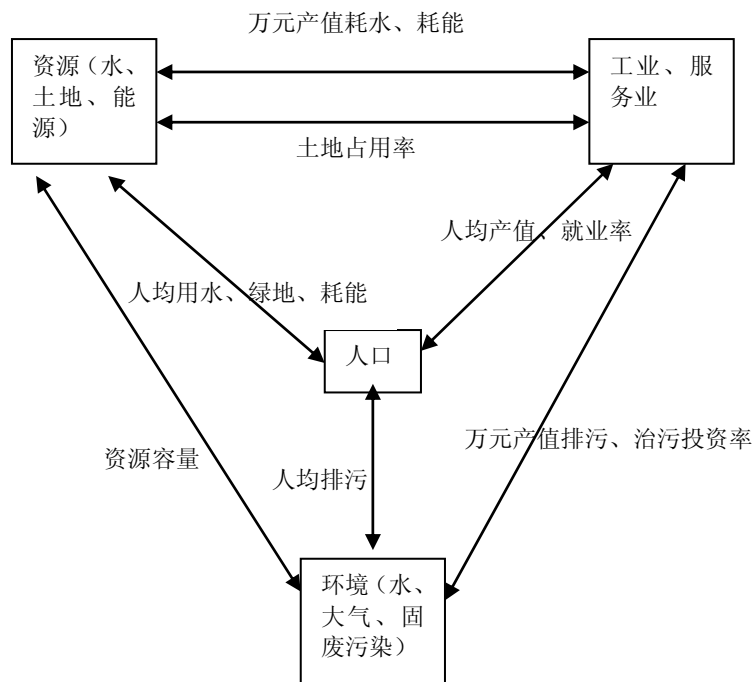 万元产值耗水、耗能
资源（水、
土地、能
源）
工业、服
务业
土地占用率
人均产值、就业率
人均用水、绿地、耗能
人口
万元产值排污、治污投资率
资源容量
人均排污
环境（水、
大气、固
废污染）